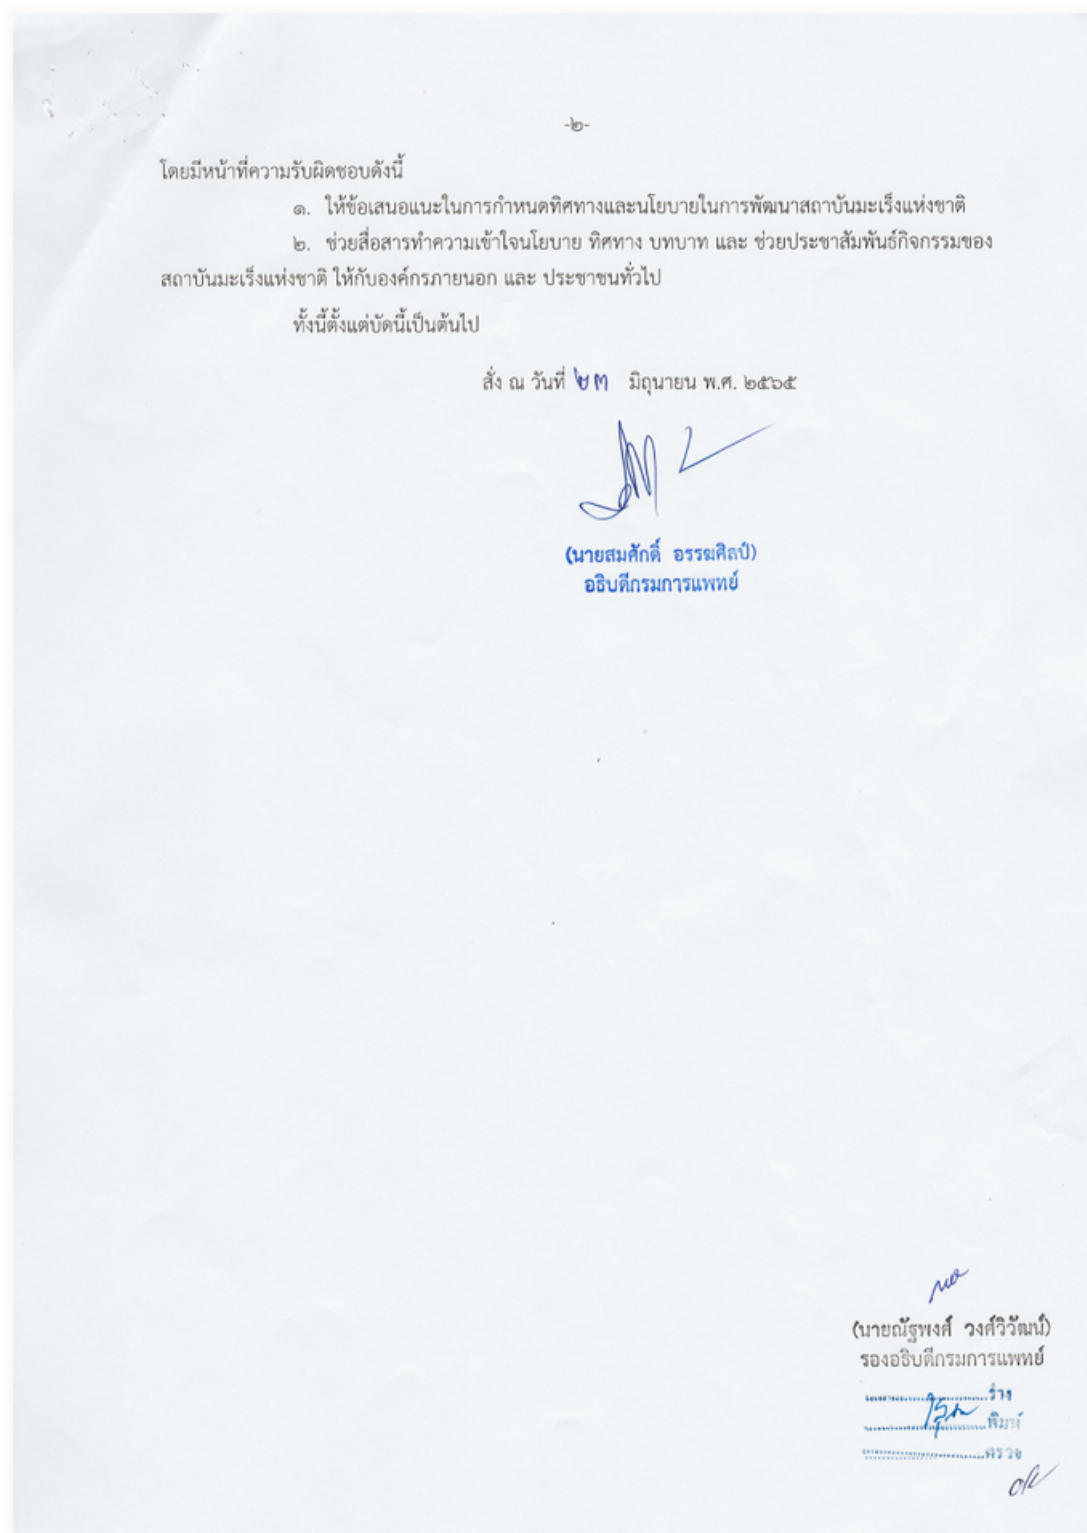 -๒-
โดยมีหน้าที่ความรับผิดชอบดังนี้
๑. ให้ข้อเสนอแนะในการกำหนดทิศทางและนโยบายในการพัฒนาสถาบันมะเร็งแห่งชาติ
๒. ช่วยสื่อสารทำความเข้าใจนโยบาย ทิศทาง บทบาท และ ช่วยประชาสัมพันธ์กิจกรรมของ
สถาบันมะเร็งแห่งชาติ ให้กับองค์กรภายนอก และ ประชาชนทั่วไป
ทั้งนี้ตั้งแต่บัดนี้เป็นต้นไป
สั่ง ณ วันที่ ๒๓ มิถุนายน พ.ศ. ๒๕๖๕
(นายสมศักดิ์ อรรฆศิลป์)
อธิบดีกรมการแพทย์
(นายณัฐพงศ์ วงศ์วิวัฒน์)
รองอธิบดีกรมการแพทย์
ร่าง
พิมพ์
ตรวจ